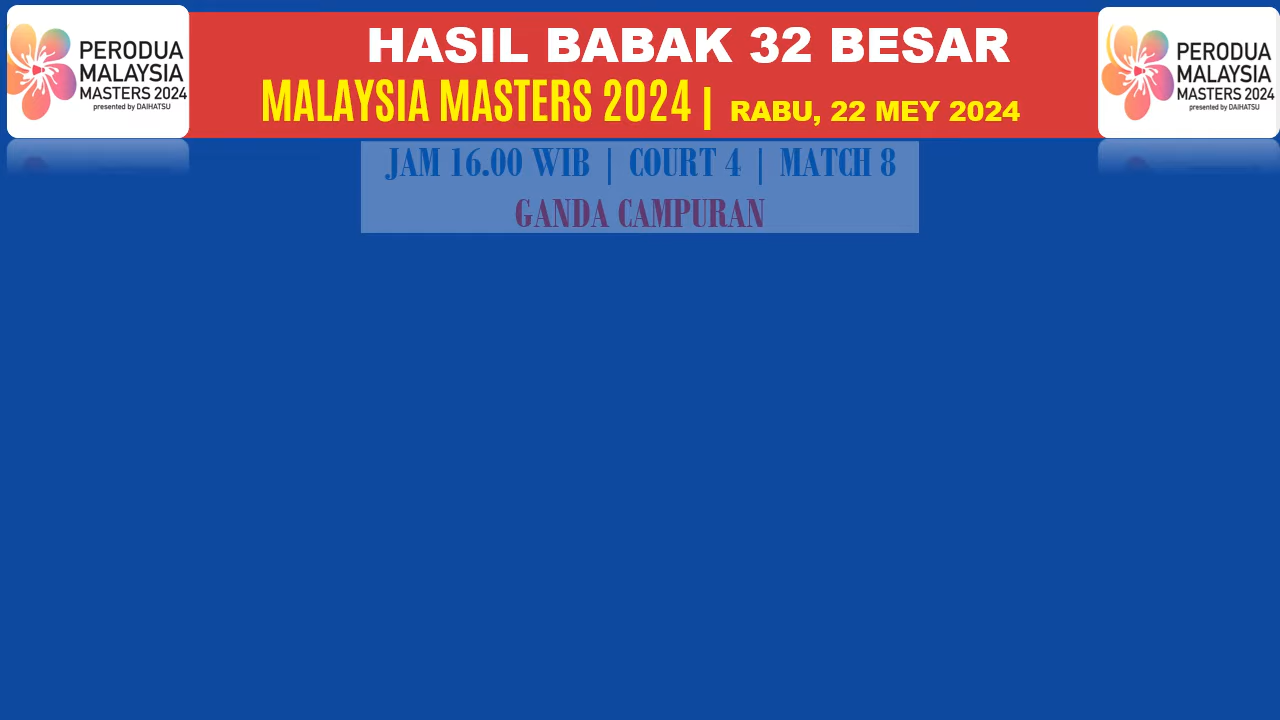 HASIL BABAK 32 BESAR
MALAYSIA MASTERS 2024 | RABU, 22 MEY 2024
PERODUA
MALAYSIA
MASTERS 2024
presented by DAIHATSU
PERODUA
MALAYSIA
MASTERS 2024
presented by DAIHATSU
JAM 16.00 WIB | COURT 4 | MATCH 8
GANDA CAMPURAN